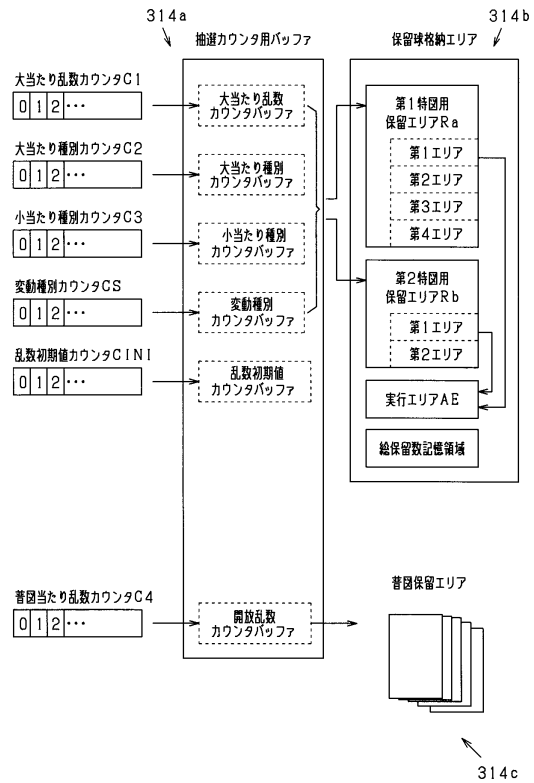 314a
314b
抽選カウンタ用バッファ
保留球格納エリア
大当たり乱数カウンタC1
0 1 2 ···
大当たり乱数
カウンタバッファ
大当たり種別カウンタC2
0 1 2 ···
大当たり種別
カウンタバッファ
小当たり種別カウンタC3
0 1 2 ···
小当たり種別
カウンタバッファ
変動種別カウンタCS
0 1 2 ···
変動種別
カウンタバッファ
乱数初期値カウンタCINI
0 1 2 ···
乱数初期値
カウンタバッファ
第1特図用
保留エリアRa
第1エリア
第2エリア
第3エリア
第4エリア
第2特図用
保留エリアRb
第1エリア
第2エリア
実行エリアAE
総保留数記憶領域
普図当たり乱数カウンタC4
0 1 2 ···
開放乱数
カウンタバッファ
普図保留エリア
314c